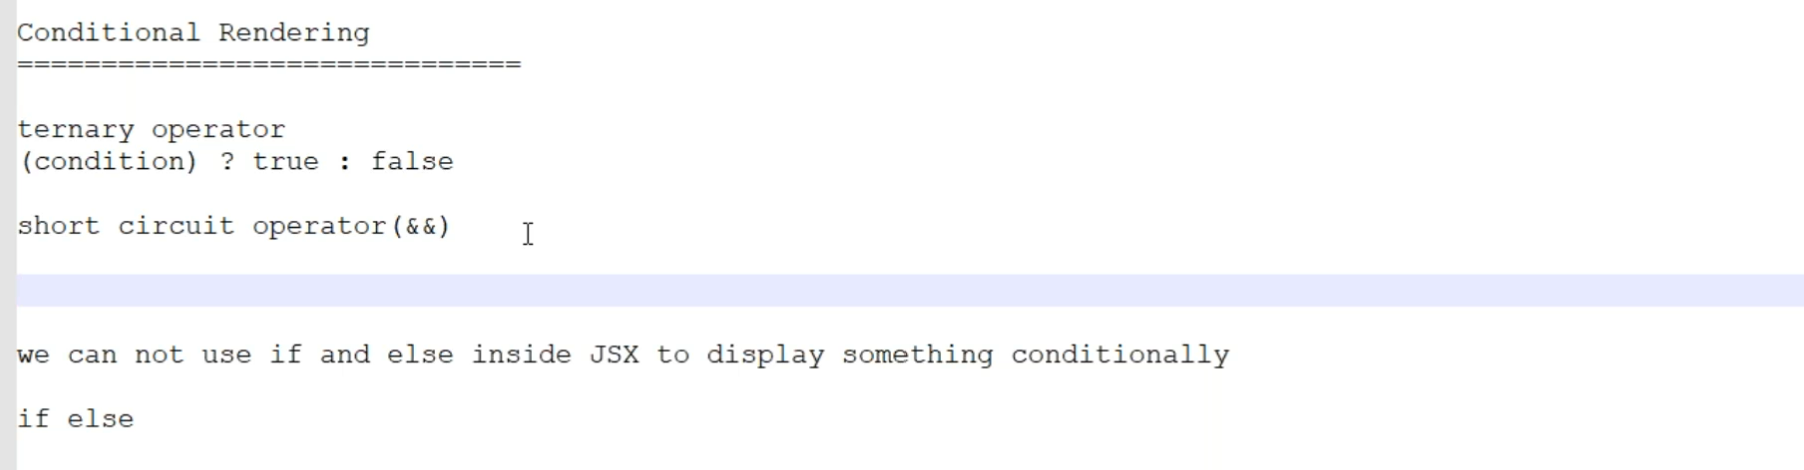 Conditional Rendering
==============================
ternary operator
(condition) ? true : false
short circuit operator(&&)
we can not use if and else inside JSX to display something conditionally
if else